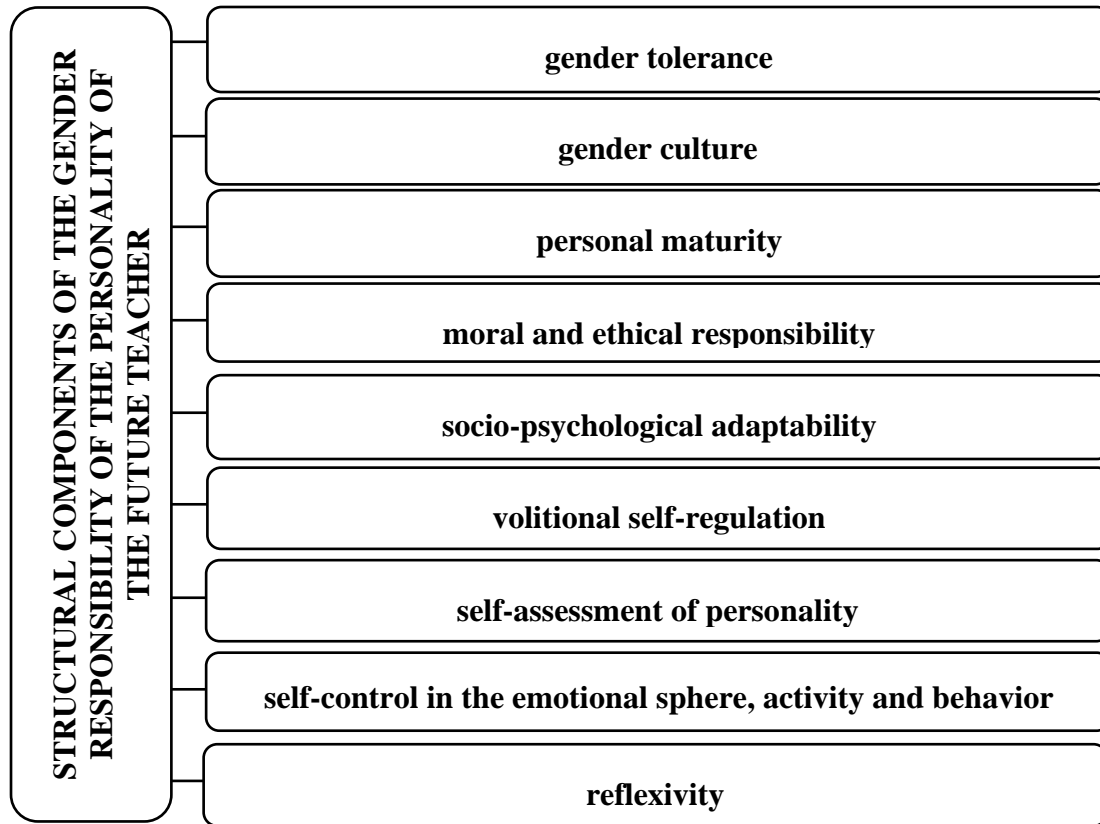 STRUCTURAL COMPONENTS OF THE GENDER
RESPONSIBILITY OF THE PERSONALITY OF
THE FUTURE TEACHER
gender tolerance
gender culture
personal maturity
moral and ethical responsibility
socio-psychological adaptability
volitional self-regulation
self-assessment of personality
self-control in the emotional sphere, activity and behavior
reflexivity